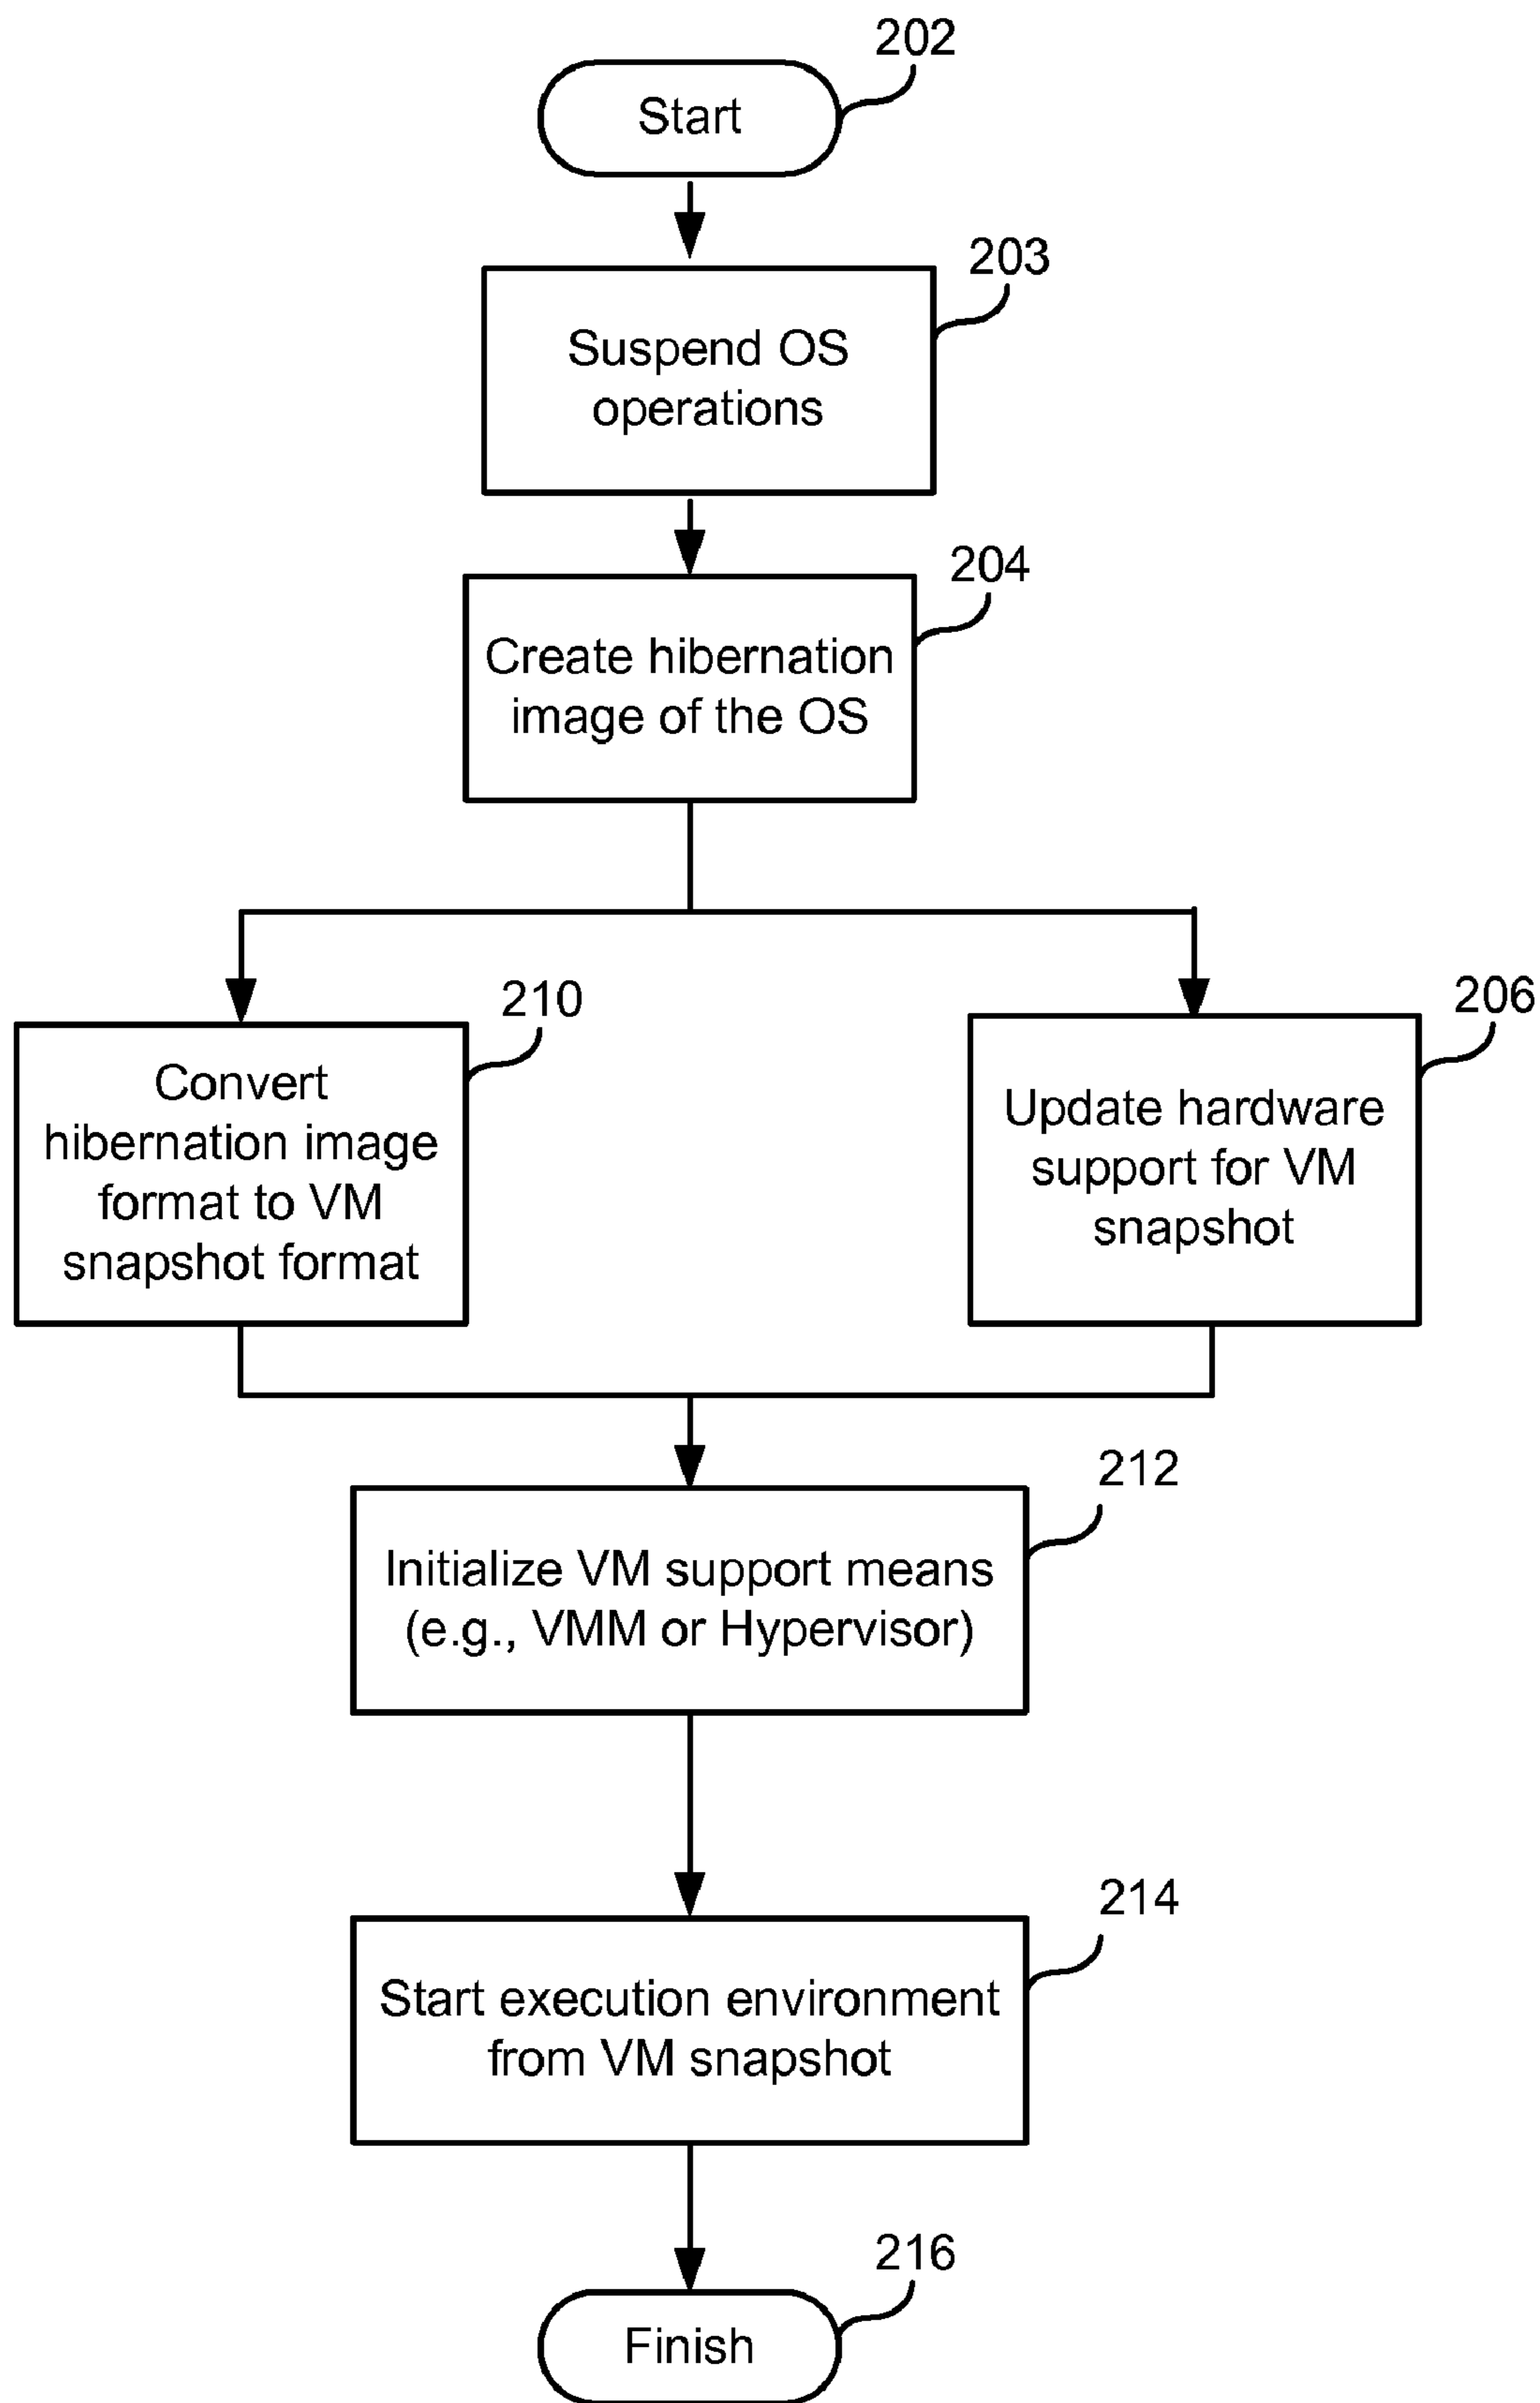 202
Start
203
Suspend OS
operations
204
Create hibernation
image of the OS
210
Convert
hibernation image
format to VM
snapshot format
206
Update hardware
support for VM
snapshot
212
Initialize VM support means
(e.g., VMM or Hypervisor)
214
Start execution environment
from VM snapshot
216
Finish